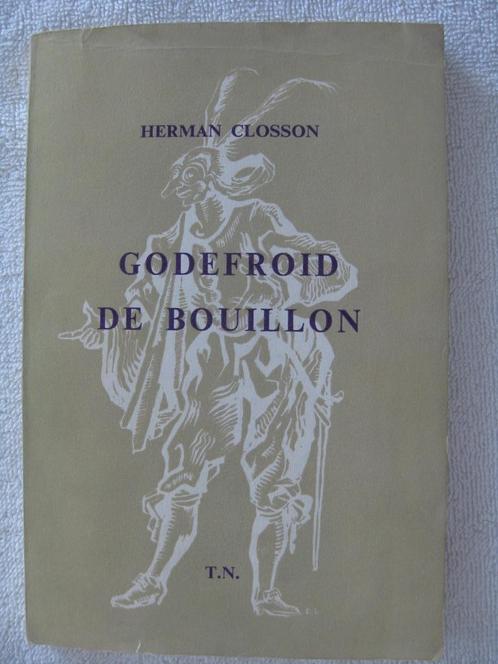 HERMAN CLOSSON
GODEFROID
DE BOUILLON
T.N.